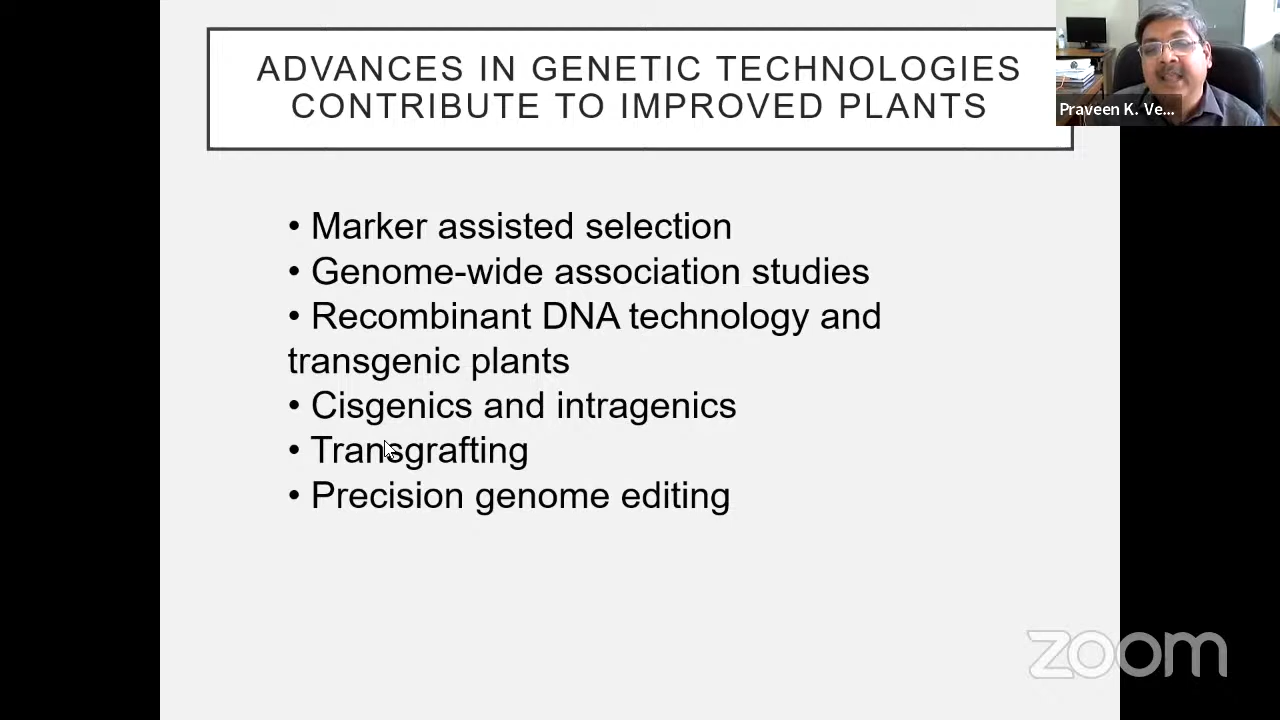 ADVANCES IN GENETIC TECHNOLOGIES
CONTRIBUTE TO IMPROVED PLANTS
Praveen K. Ve...
• Marker assisted selection
• Genome-wide association studies
• Recombinant DNA technology and
transgenic plants
• Cisgenics and intragenics
• Transgrafting
• Precision genome editing
zoom